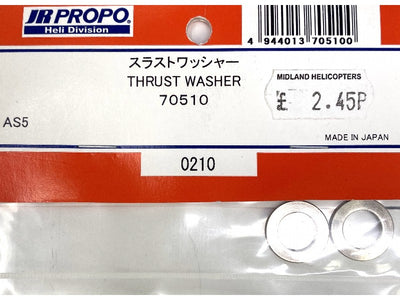 JR PROPO
Heli Division
4 944013 705100
スラストワッシャー
THRUST WASHER
70510
MIDLAND HELICOPTERS
£ 2.45P
AS5
MADE IN JAPAN
0210